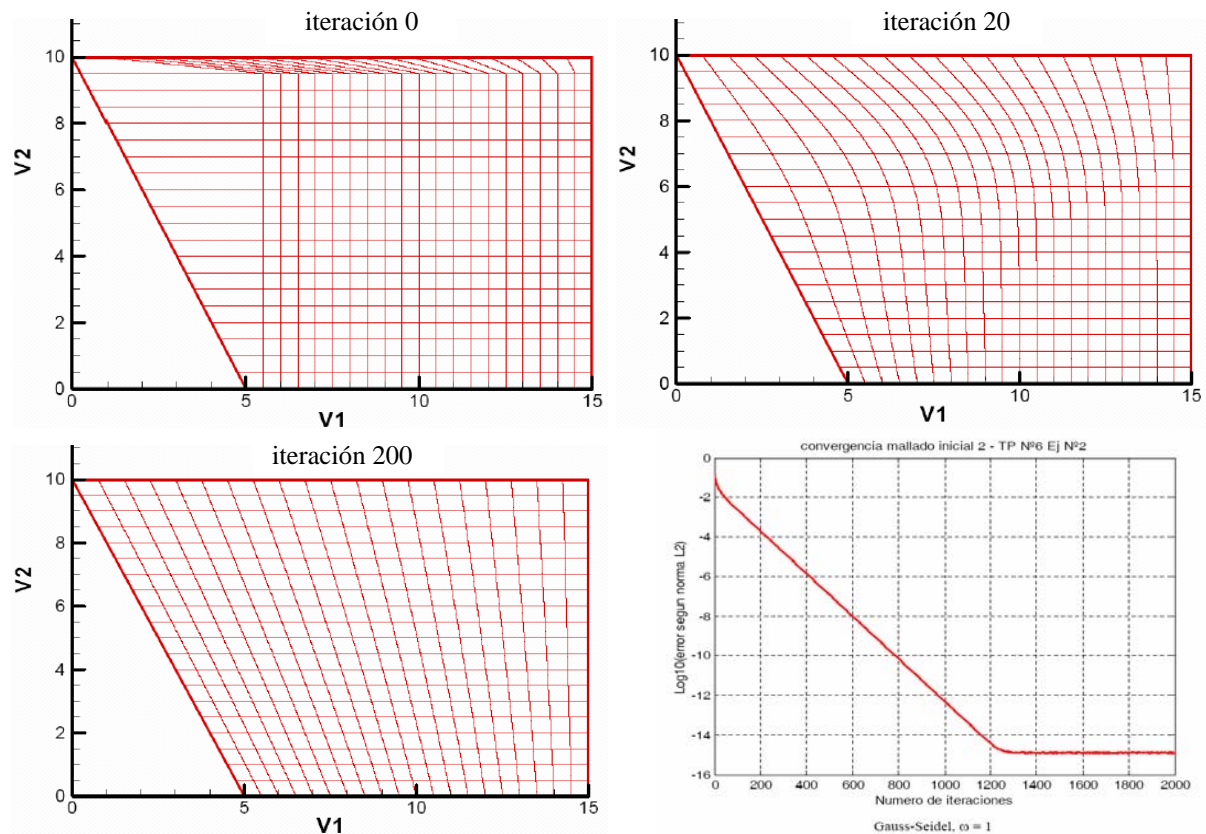 iteración 0
10
8
6
4
2
0
V2
0
5
10
15
V1
iteración 20
10
8
6
4
2
0
V2
0
5
10
15
V1
iteración 200
10
8
6
4
2
0
V2
0
5
10
15
V1
convergencia mallado inicial 2 - TP Nº6 Ej Nº2
0
-2
-4
-6
-8
-10
-12
-14
-16
Log10(error segun norma L2)
0 200 400 600 800 1000 1200 1400 1600 1800 2000
Numero de iteraciones
Gauss-Seidel, ω = 1